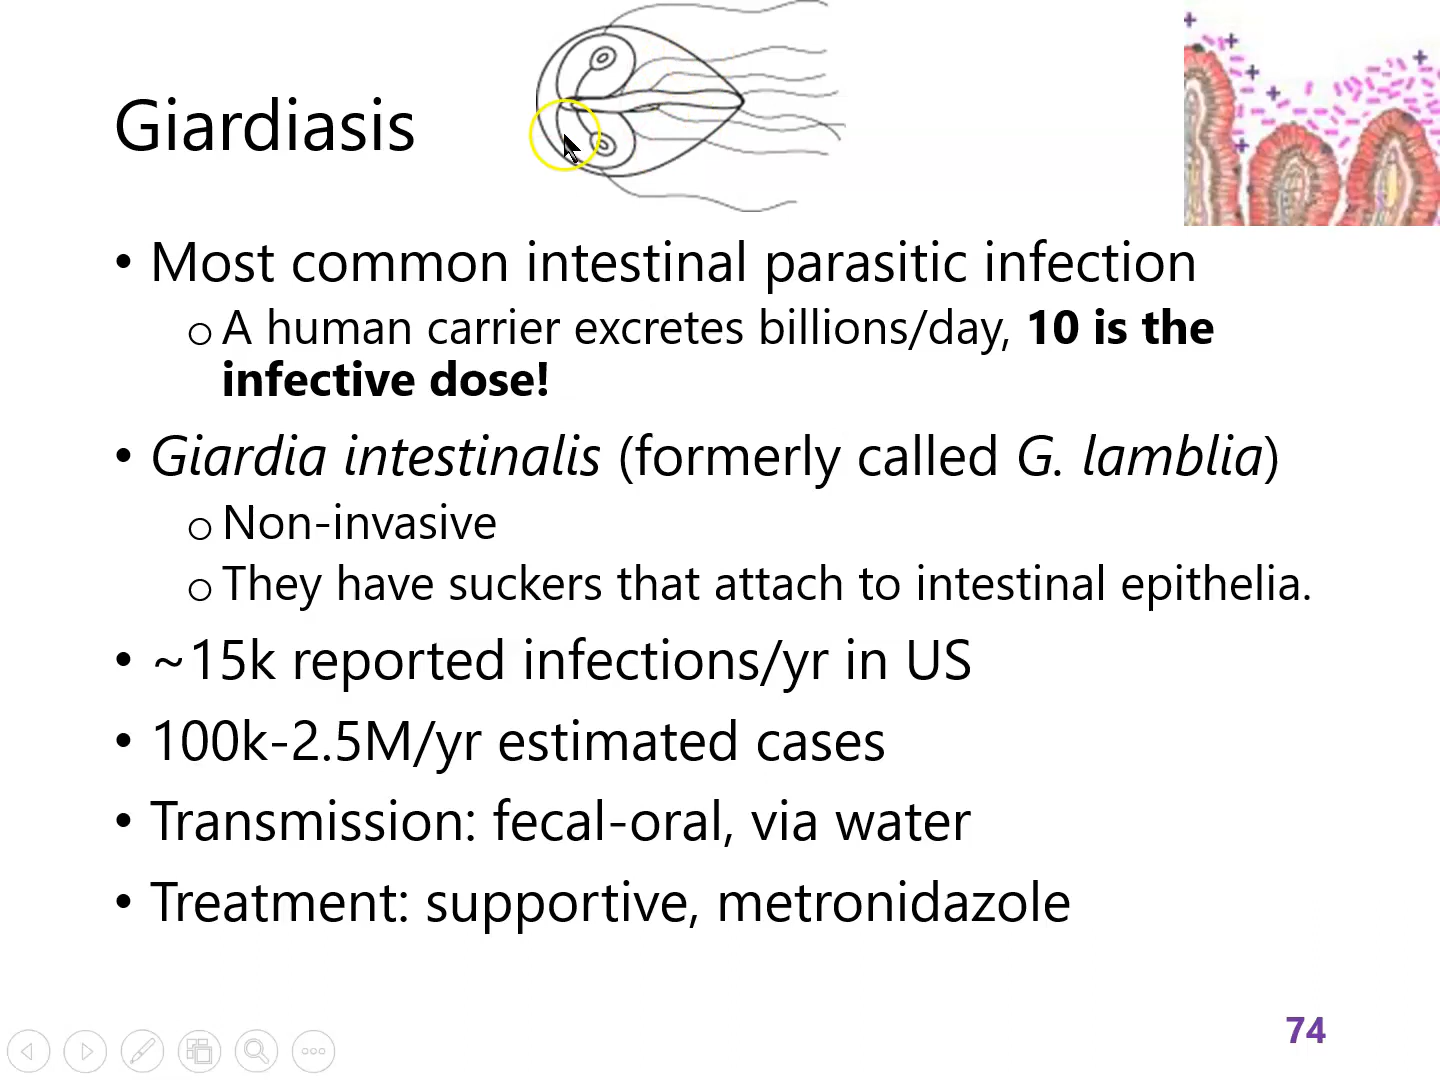 Giardiasis
• Most common intestinal parasitic infection
o A human carrier excretes billions/day, 10 is the
infective dose!
• Giardia intestinalis (formerly called G. lamblia)
o Non-invasive
o They have suckers that attach to intestinal epithelia.
• ~15k reported infections/yr in US
• 100k-2.5M/yr estimated cases
• Transmission: fecal-oral, via water
• Treatment: supportive, metronidazole
74